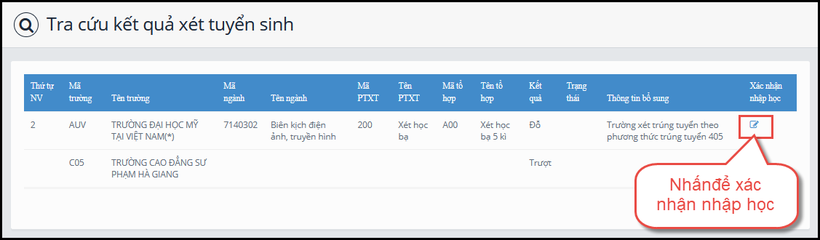 Tra cứu kết quả xét tuyển sinh
Thứ tự NV Mã trường Tên trường Mã ngành Tên ngành Mã PTXT Tên PTXT Mã tổ hợp Tên tổ hợp Kết quả Trạng thái Thông tin bổ sung Xác nhận nhập học
2 AUV TRƯỜNG ĐẠI HỌC MỸ TẠI VIỆT NAM(*) 7140302 Biên kịch điện ảnh, truyền hình 200 Xét học bạ A00 Xét học bạ 5 kì Đỗ Trường xét trúng tuyển theo phương thức trúng tuyển 405
C05 TRƯỜNG CAO ĐẲNG SƯ PHẠM HÀ GIANG Trượt
Nhấnđể xác
nhận nhập học